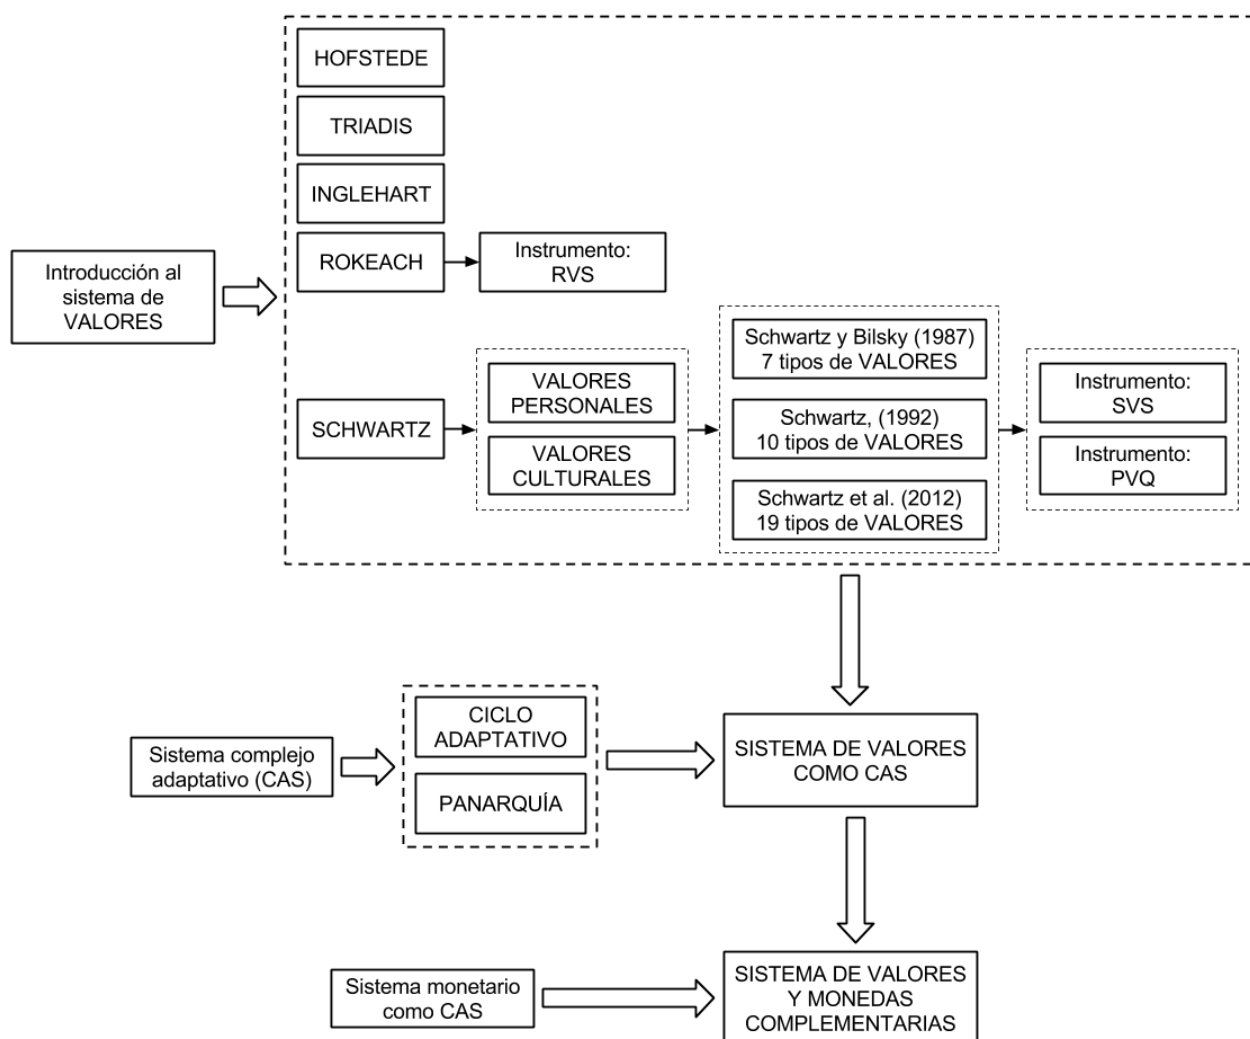 HOFSTEDE
TRIADIS
INGLEHART
Introducción al
sistema de
VALORES
ROKEACH
Instrumento:
RVS
SCHWARTZ
VALORES
PERSONALES
VALORES
CULTURALES
Schwartz y Bilsky (1987)
7 tipos de VALORES
Schwartz, (1992)
10 tipos de VALORES
Schwartz et al. (2012)
19 tipos de VALORES
Instrumento:
SVS
Instrumento:
PVQ
Sistema complejo
adaptativo (CAS)
CICLO
ADAPTATIVO
PANARQUÍA
SISTEMA DE VALORES
COMO CAS
Sistema monetario
como CAS
SISTEMA DE VALORES
Y MONEDAS
COMPLEMENTARIAS